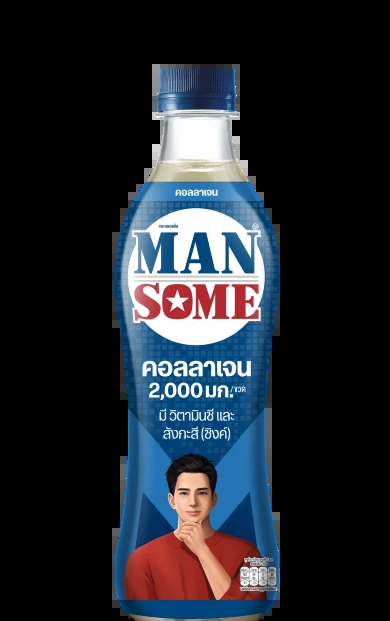 คอลลาเจน
MAN
SOME
คอลลาเจน
2,000 มก./ขวด
มี วิตามินซี และ
สังกะสี (ซิงค์)